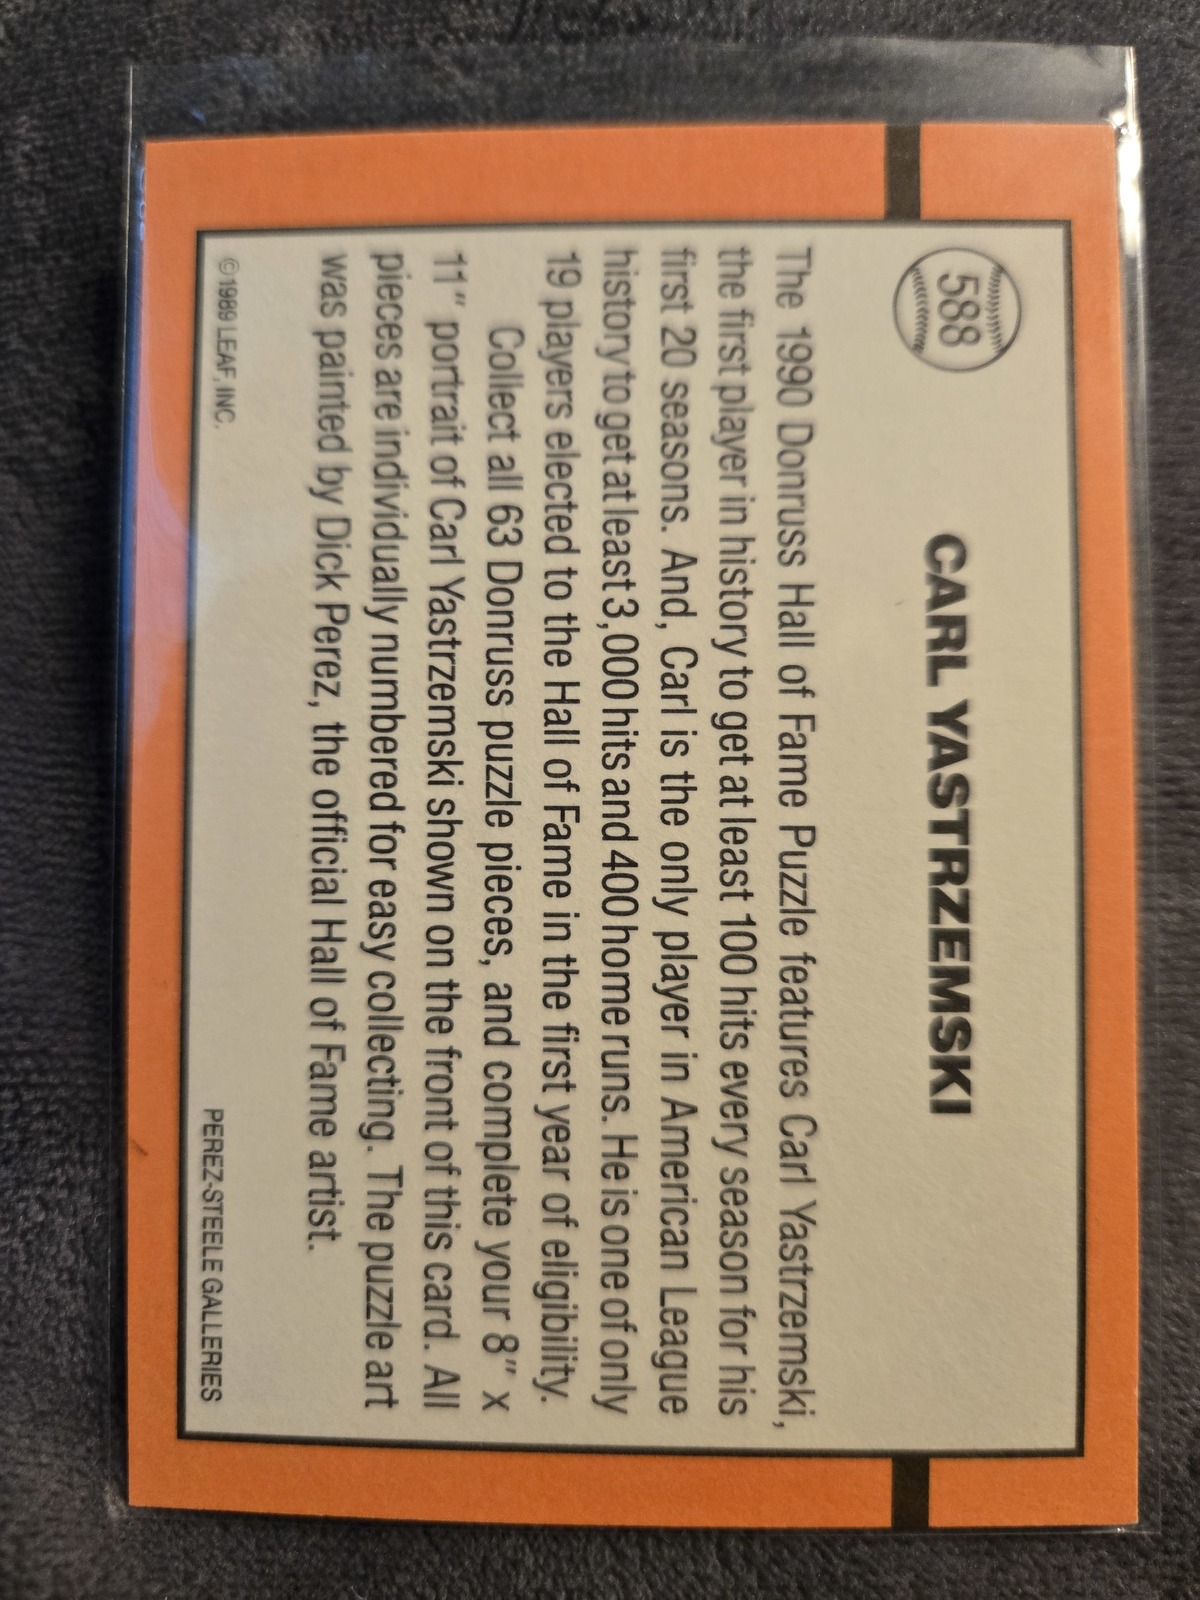 588
CARL YASTRZEMSKI
The 1990 Donruss Hall of Fame Puzzle features Carl Yastrzemski,
the first player in history to get at least 100 hits every season for his
first 20 seasons. And, Carl is the only player in American League
history to get at least 3,000 hits and 400 home runs. He is one of only
19 players elected to the Hall of Fame in the first year of eligibility.
Collect all 63 Donruss puzzle pieces, and complete your 8" x
11" portrait of Carl Yastrzemski shown on the front of this card. All
pieces are individually numbered for easy collecting. The puzzle art
was painted by Dick Perez, the official Hall of Fame artist.
©1989 LEAF, INC.
PEREZ-STEELE GALLERIES